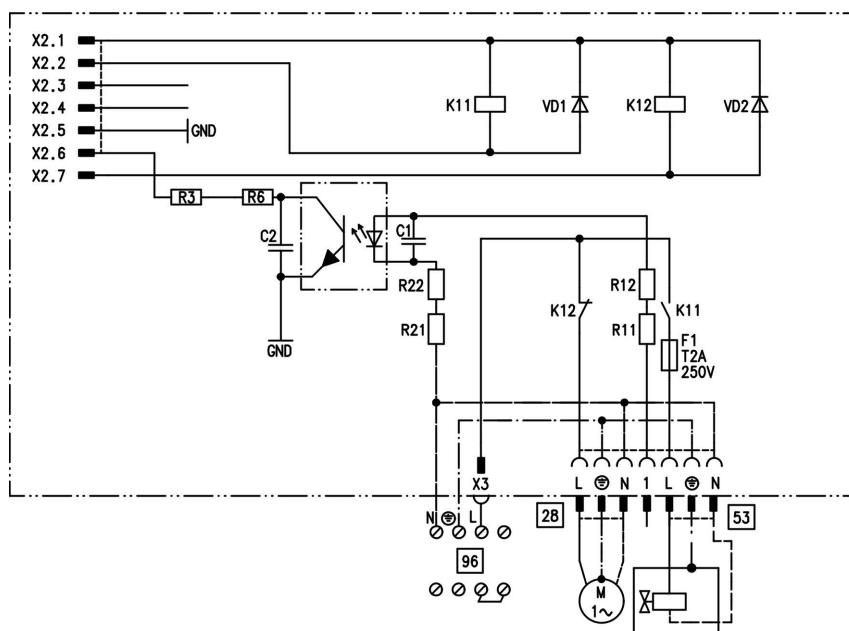 X2.1
X2.2
X2.3
X2.4
X2.5
GND
X2.6
X2.7
K11
VD1
K12
VD2
R3
R6
C2
C1
GND
R22
R21
K12
R12
R11
K11
F1
T2A
250V
X3
L
N
1
L
N
N
L
28
53
96
M
1~